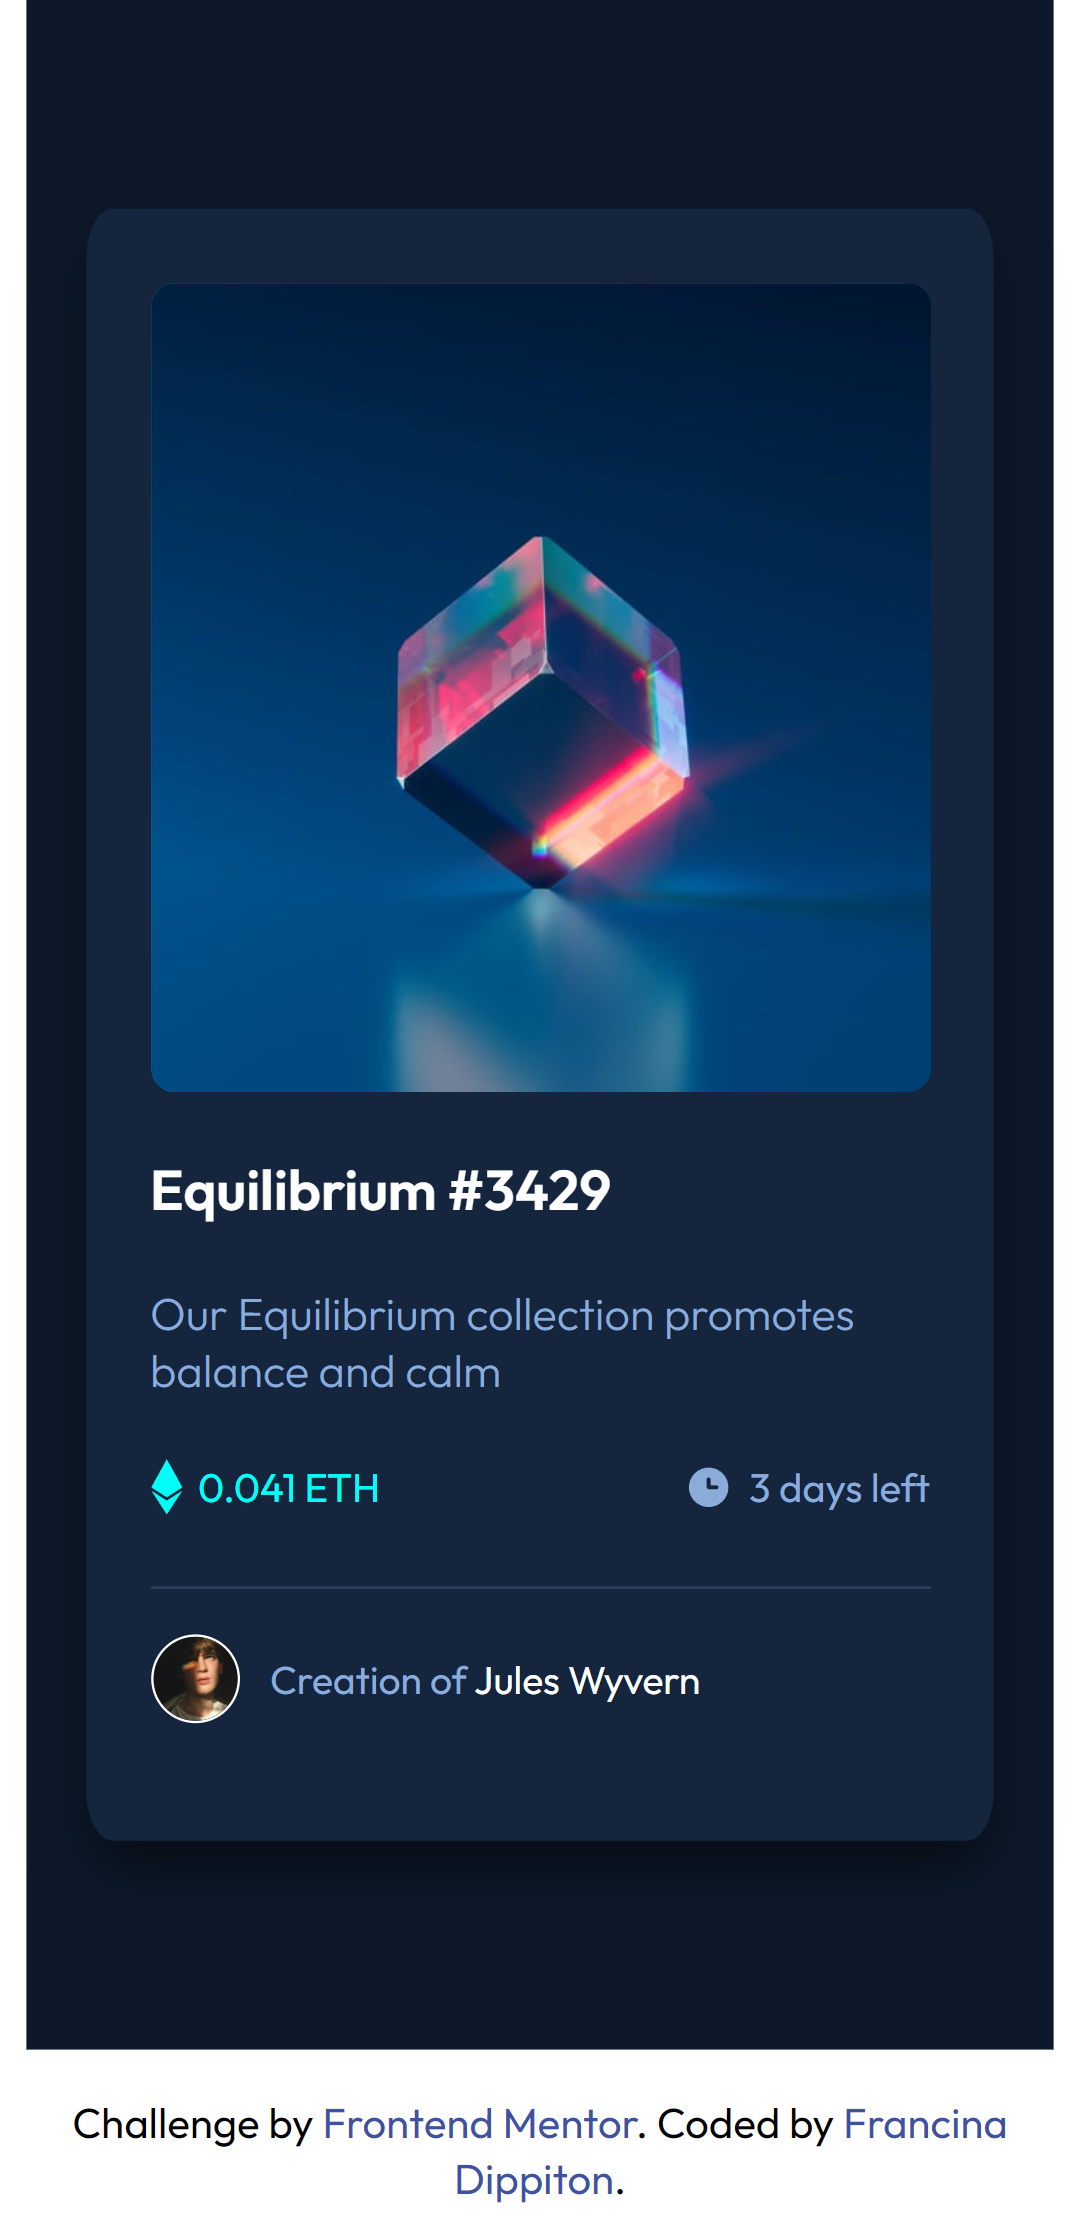 Equilibrium #3429
Our Equilibrium collection promotes
balance and calm
0.041 ETH
3 days left
Creation of Jules Wyvern
Challenge by Frontend Mentor. Coded by Francina
Dippiton.